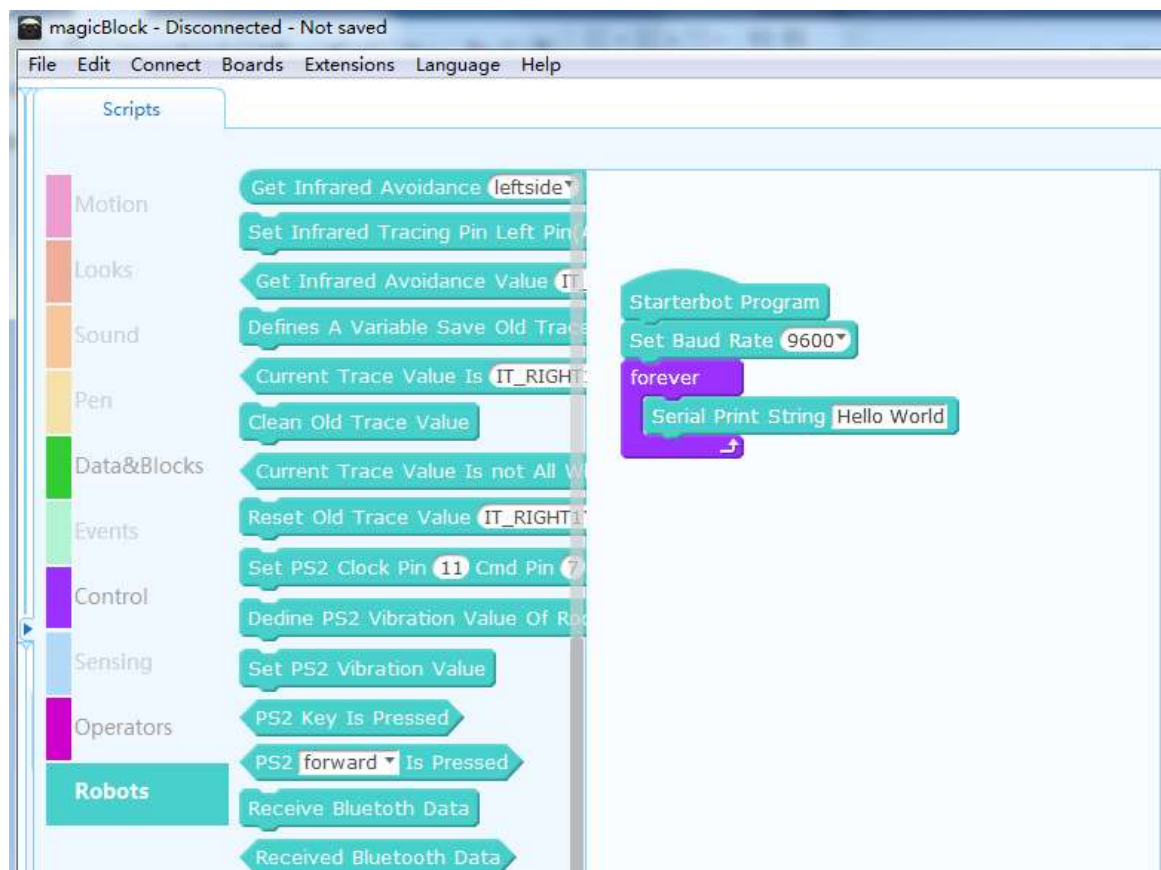 magicBlock - Disconnected - Not saved
File Edit Connect Boards Extensions Language Help
Scripts
Motion
Looks
Sound
Pen
Data&Blocks
Events
Control
Sensing
Operators
Robots
Get Infrared Avoidance leftside
Set Infrared Tracing Pin Left Pin(
Get Infrared Avoidance Value IT_
Defines A Variable Save Old Trace
Current Trace Value Is IT_RIGHT
Clean Old Trace Value
Current Trace Value Is not All
Reset Old Trace Value IT_RIGHT1
Set PS2 Clock Pin 11 Cmd Pin 7
Dedine PS2 Vibration Value Of
Set PS2 Vibration Value
PS2 Key Is Pressed
PS2 forward Is Pressed
Receive Bluetoth Data
Received Bluetooth Data
Starterbot Program
Set Baud Rate 9600
forever
Serial Print String Hello World